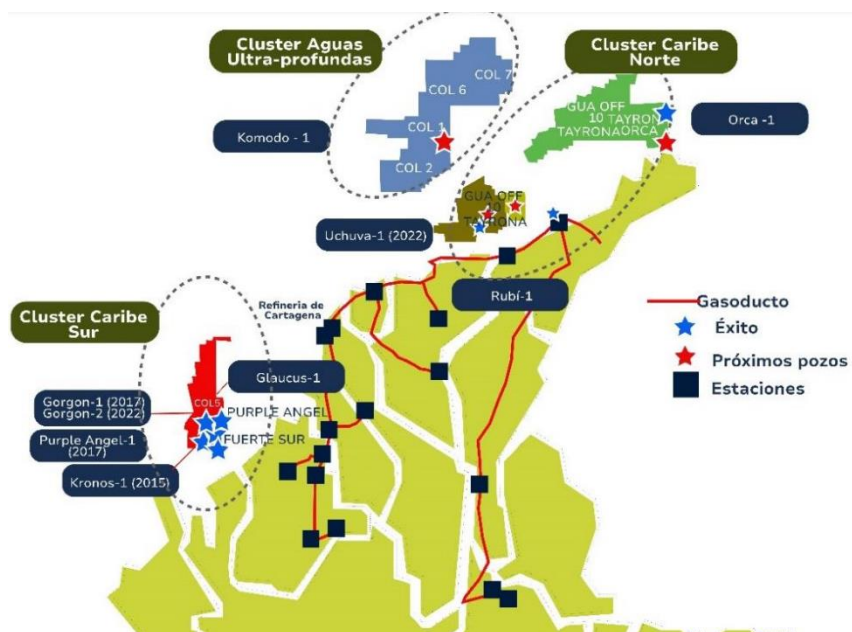 Cluster Aguas
Ultra-profundas
Cluster Caribe
Norte
COL 7
COL 6
COL 1
COL 2
Komodo - 1
GUA OFF
10 TAYRON
TAYRONA ORCA
Orca -1
GUA OFF
10
TAYRONA
Uchuva-1 (2022)
Rubí-1
Refineria de
Cartagena
Cluster Caribe
Sur
Glaucus-1
COL5
Gorgon-1 (2017)
Gorgon-2 (2022)
PURPLE ANGEL
Purple Angel-1
(2017)
FUERTE SUR
Kronos-1 (2015)
Gasoducto
Éxito
Próximos pozos
Estaciones